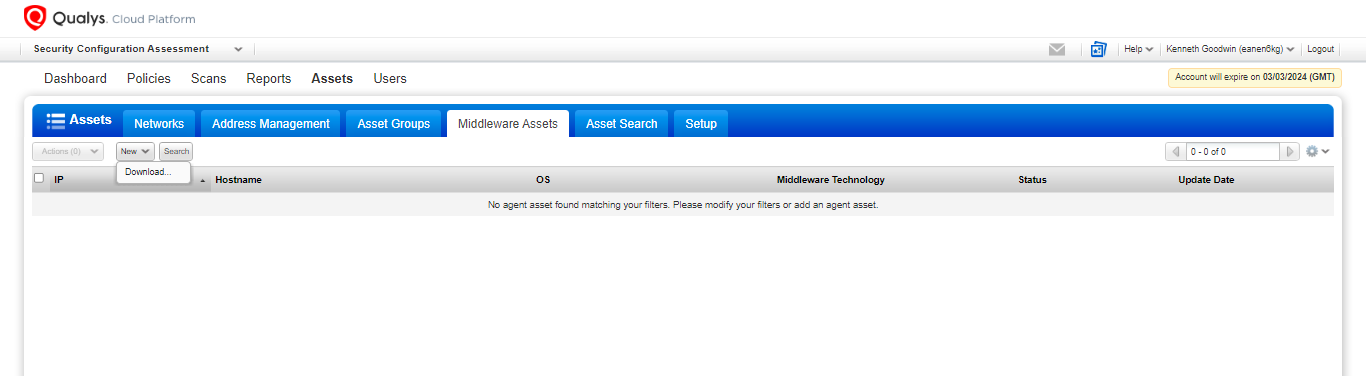 Qualys. Cloud Platform
Security Configuration Assessment
Help
Kenneth Goodwin (eanen6kg)
Logout
Dashboard Policies Scans Reports Assets Users
Account will expire on 03/03/2024 (GMT)
Assets Networks Address Management Asset Groups Middleware Assets Asset Search Setup
Actions (0) New Search 0 - 0 of 0
Download...
IP Hostname OS Middleware Technology Status Update Date
No agent asset found matching your filters. Please modify your filters or add an agent asset.